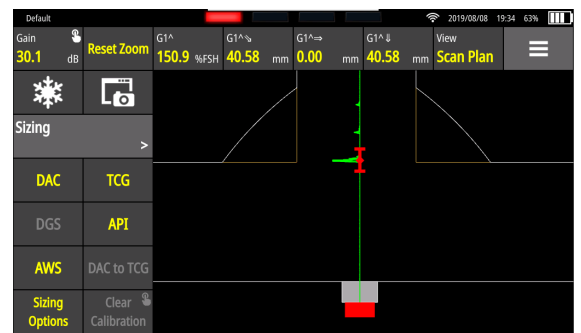 Default 2019/08/08 19:34 63%
Gain
30.1 dB
Reset Zoom
G1^
150.9 %FSH
G1^⇘
40.58 mm
G1^⇒
0.00 mm
G1^⇓
40.58 mm
View
Scan Plan
Sizing
>
DAC
TCG
DGS
API
AWS
DAC to TCG
Sizing
Options
Clear
Calibration